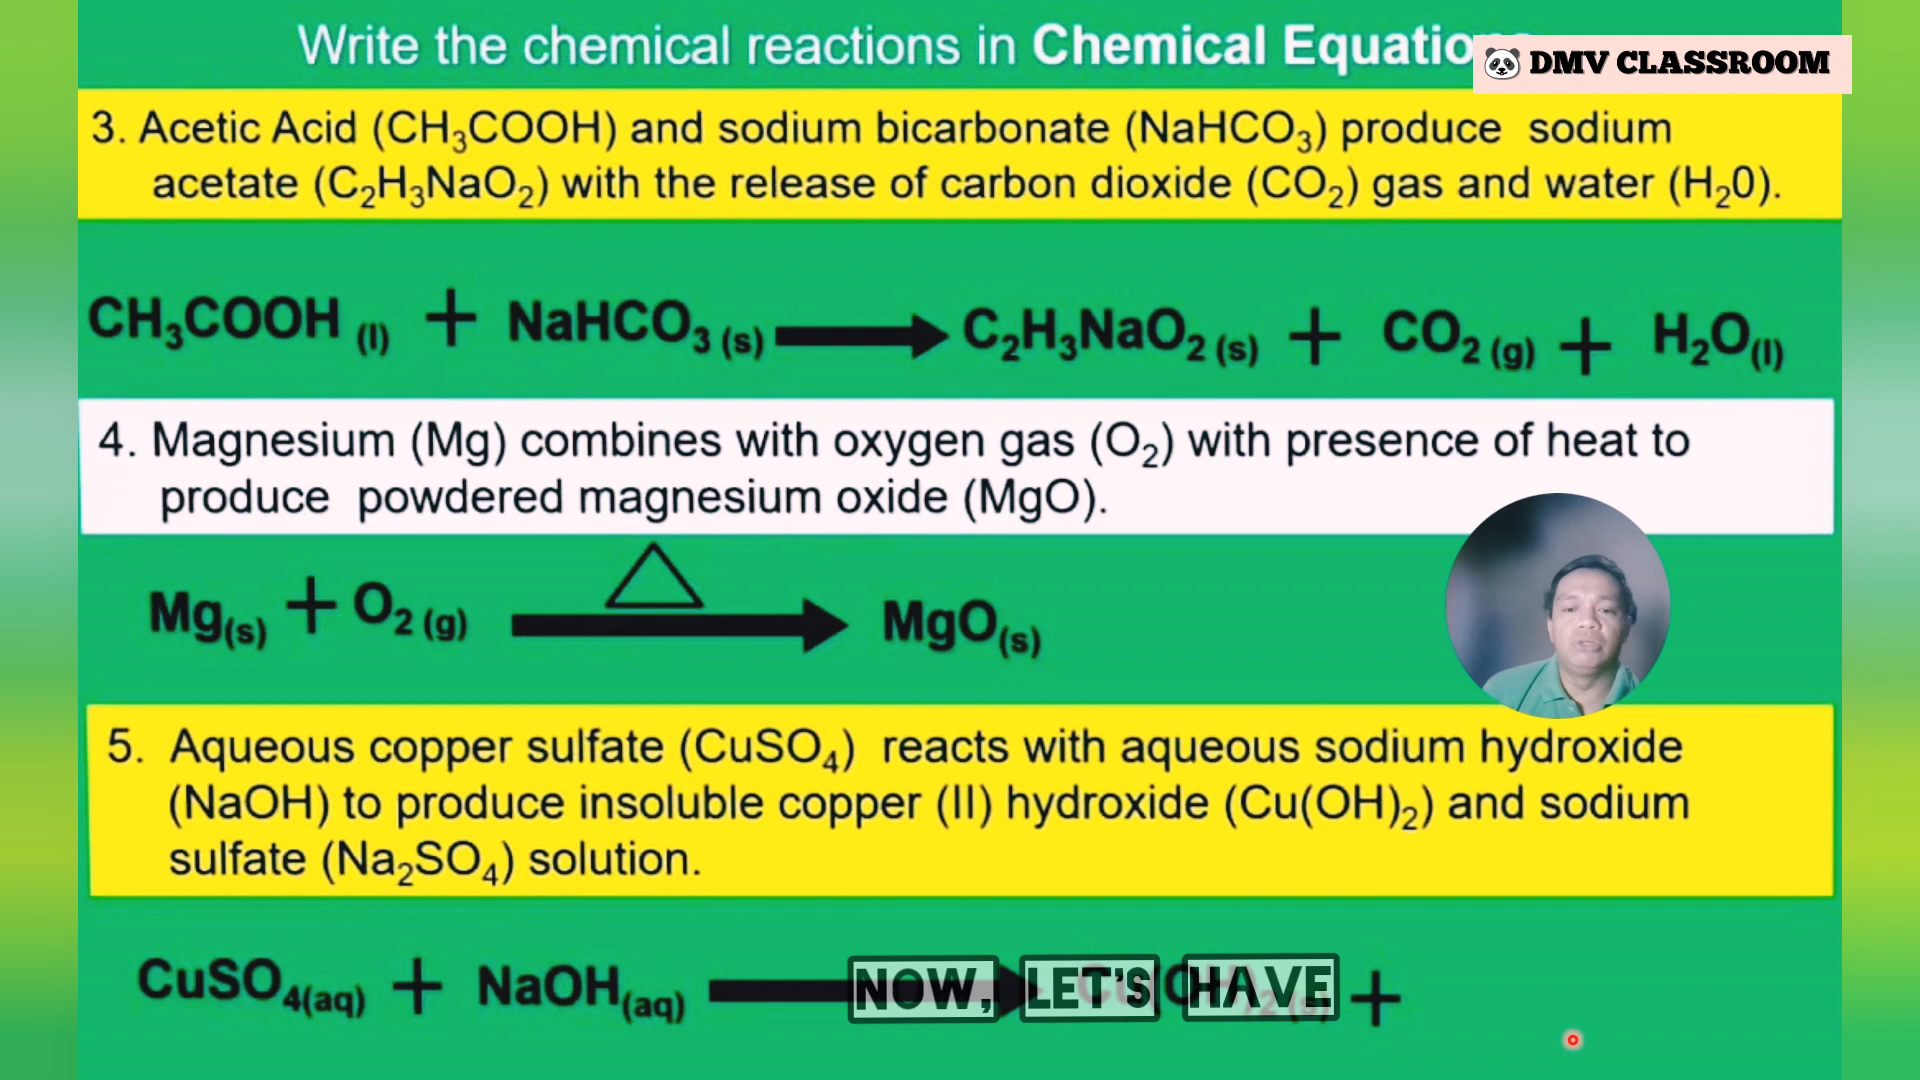 Write the chemical reactions in Chemical Equatio
🐼 DMV CLASSROOM
3. Acetic Acid (CH₃COOH) and sodium bicarbonate (NaHCO₃) produce sodium
acetate (C₂H₃NaO₂) with the release of carbon dioxide (CO₂) gas and water (H₂0).
CH₃COOH (l) + NaHCO₃ (s) → C₂H₃NaO₂ (s) + CO₂ (g) + H₂O(l)
4. Magnesium (Mg) combines with oxygen gas (O₂) with presence of heat to
produce powdered magnesium oxide (MgO).
△
Mg(s) + O₂ (g) → MgO(s)
5. Aqueous copper sulfate (CuSO₄) reacts with aqueous sodium hydroxide
(NaOH) to produce insoluble copper (II) hydroxide (Cu(OH)₂) and sodium
sulfate (Na₂SO₄) solution.
CuSO₄(aq) + NaOH(aq) → Cu(OH)₂ (s) +
NOW, LET'S HAVE